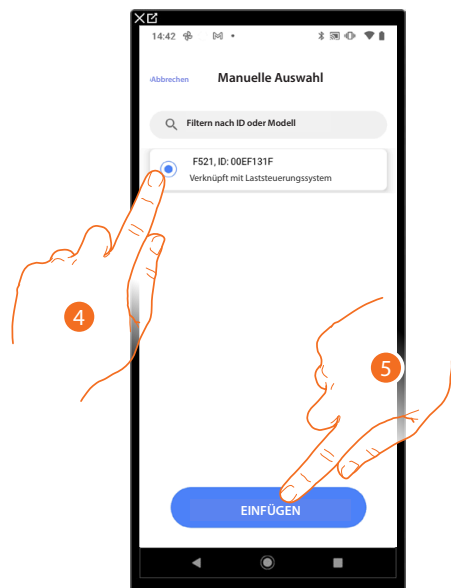 14:42
Abbrechen Manuelle Auswahl
Filtern nach ID oder Modell
F521, ID: 00EF131F
Verknüpft mit Laststeuerungssystem
4
5
EINFÜGEN